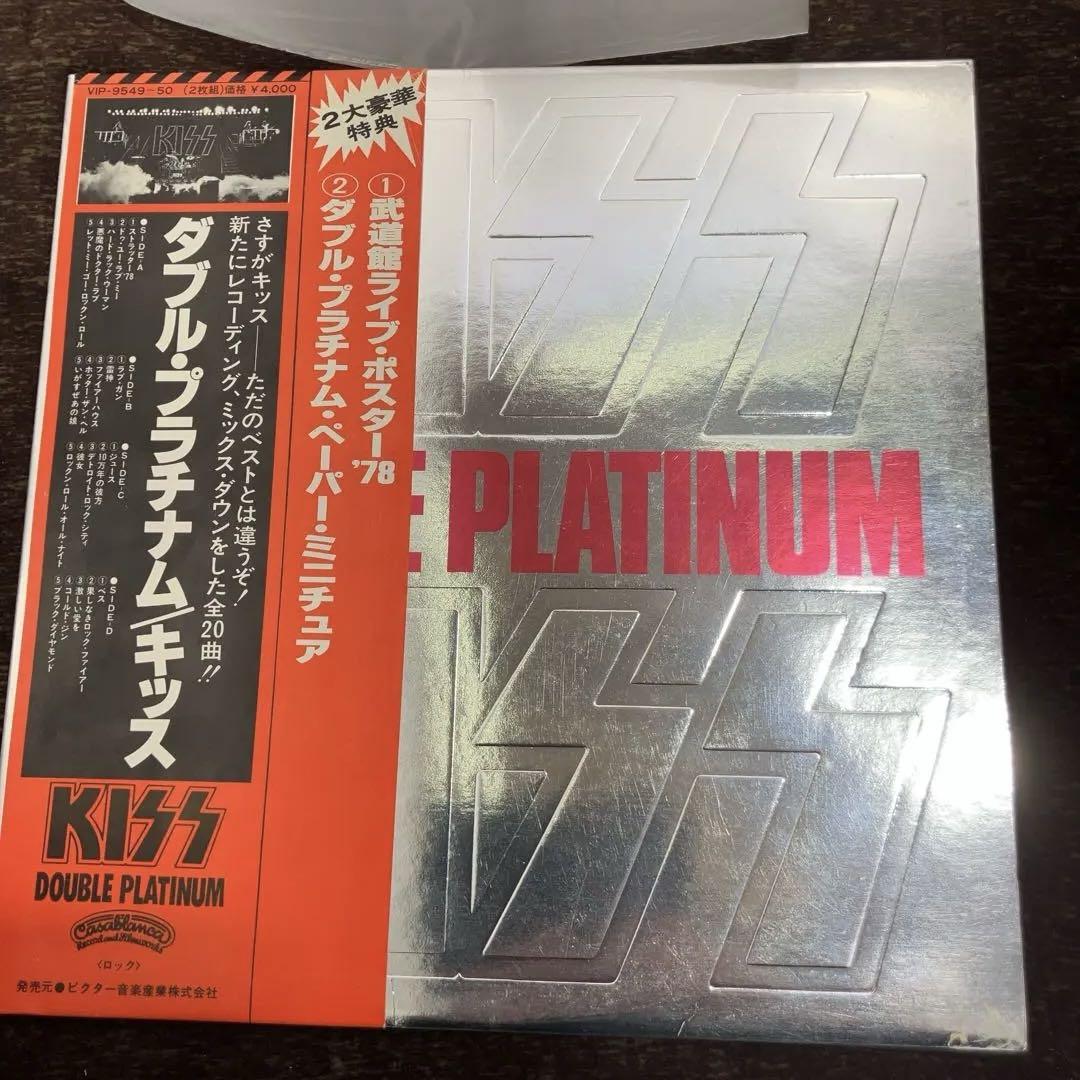 VIP-9549~50 (2枚組)価格 ¥4,000
KISS
2大豪華
特典
①武道館ライブ・ポスター'78
②ダブル・プラチナム・ペーパー・ミニチュア
さすがキッス──ただのベストとは違うぞ!
新たにレコーディング、ミックス・ダウンをした全20曲!!
ダブル・プラチナム/キッス
●SIDE-A
①ストラッター'78
②ドゥ・ユー・ラブ・ミー
③ハード・ラック・ウーマン
④悪魔のドクター・ラブ
⑤レット・ミー・ゴー・ロックン・ロール
●SIDE-B
①ラブ・ガン
②雷神
③ファイアーハウス
④ホッター・ザン・ヘル
⑤いかすぜあの娘
●SIDE-C
①ジュース
②10万年の彼方
③デトロイト・ロック・シティ
④彼女
⑤ロックン・ロール・オール・ナイト
●SIDE-D
①ベス
②果しなきロック・ファイアー
③激しい愛を
④コールド・ジン
⑤ブラック・ダイヤモンド
KISS
DOUBLE PLATINUM
Casablanca
Record and Filmworks
〈ロック〉
発売元●ビクター音楽産業株式会社
ISS
E PLATINUM
ISS